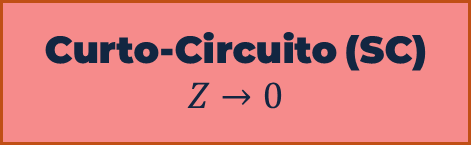 Curto-Circuito (SC)
Z → 0